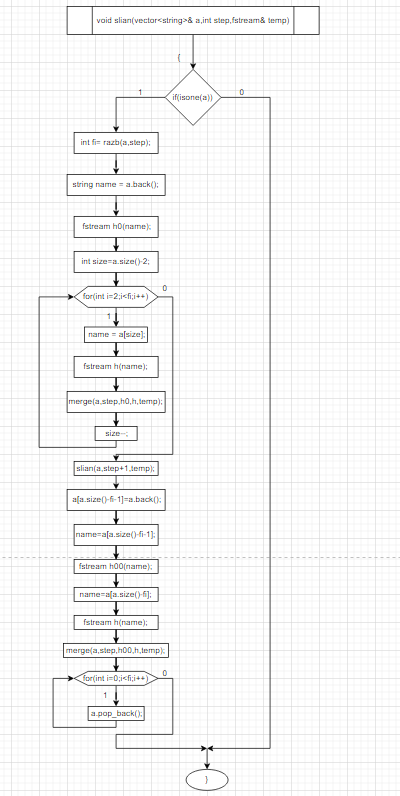 void slian(vector<string>& a,int step,fstream& temp)
{
if(isone(a))
1
0
int fi= razb(a,step);
string name = a.back();
fstream h0(name);
int size=a.size()-2;
for(int i=2;i<fi;i++)
0
1
name = a[size];
fstream h(name);
merge(a,step,h0,h,temp);
size--;
slian(a,step+1,temp);
a[a.size()-fi-1]=a.back();
name=a[a.size()-fi-1];
fstream h00(name);
name=a[a.size()-fi];
fstream h(name);
merge(a,step,h00,h,temp);
for(int i=0;i<fi;i++)
0
1
a.pop_back();
}